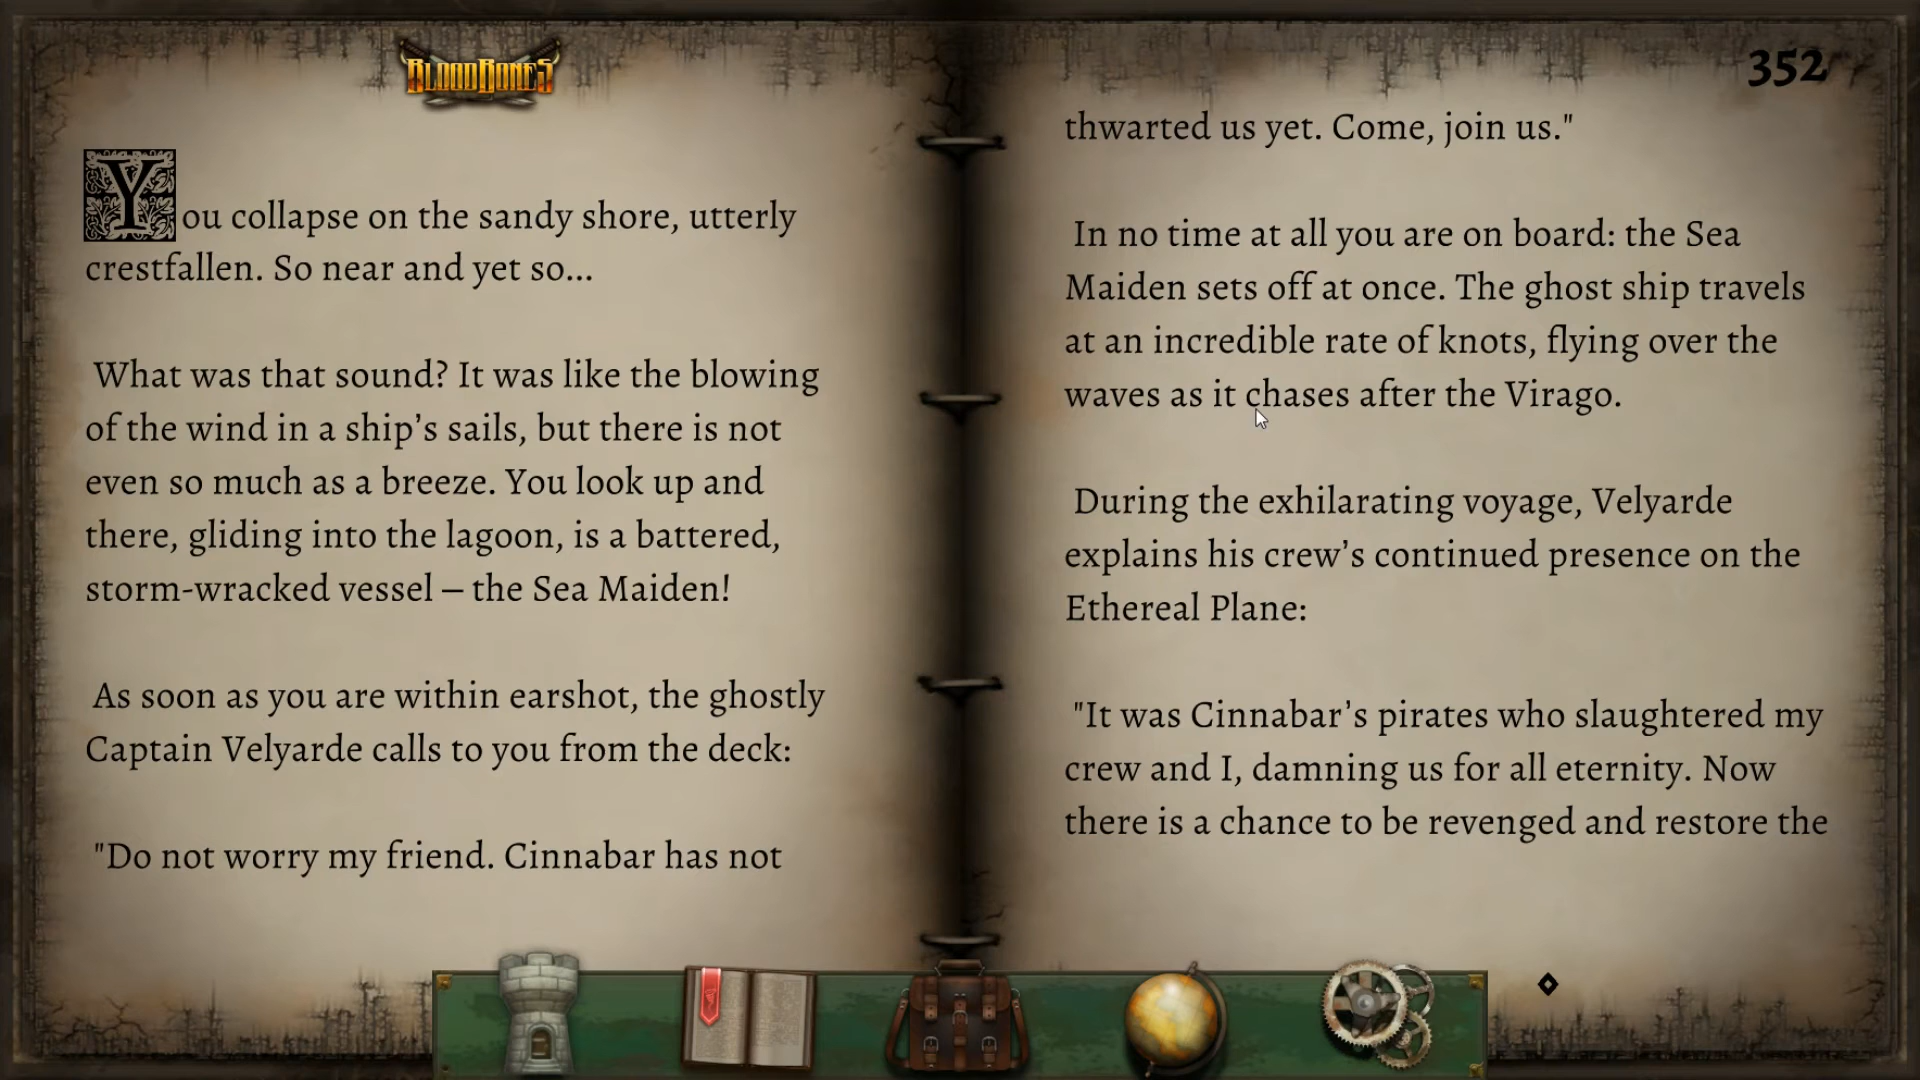 BLOODBONES
352
You collapse on the sandy shore, utterly
crestfallen. So near and yet so...
What was that sound? It was like the blowing
of the wind in a ship’s sails, but there is not
even so much as a breeze. You look up and
there, gliding into the lagoon, is a battered,
storm-wracked vessel – the Sea Maiden!
As soon as you are within earshot, the ghostly
Captain Velyarde calls to you from the deck:
"Do not worry my friend. Cinnabar has not
thwarted us yet. Come, join us."
In no time at all you are on board: the Sea
Maiden sets off at once. The ghost ship travels
at an incredible rate of knots, flying over the
waves as it chases after the Virago.
During the exhilarating voyage, Velyarde
explains his crew’s continued presence on the
Ethereal Plane:
"It was Cinnabar’s pirates who slaughtered my
crew and I, damning us for all eternity. Now
there is a chance to be revenged and restore the